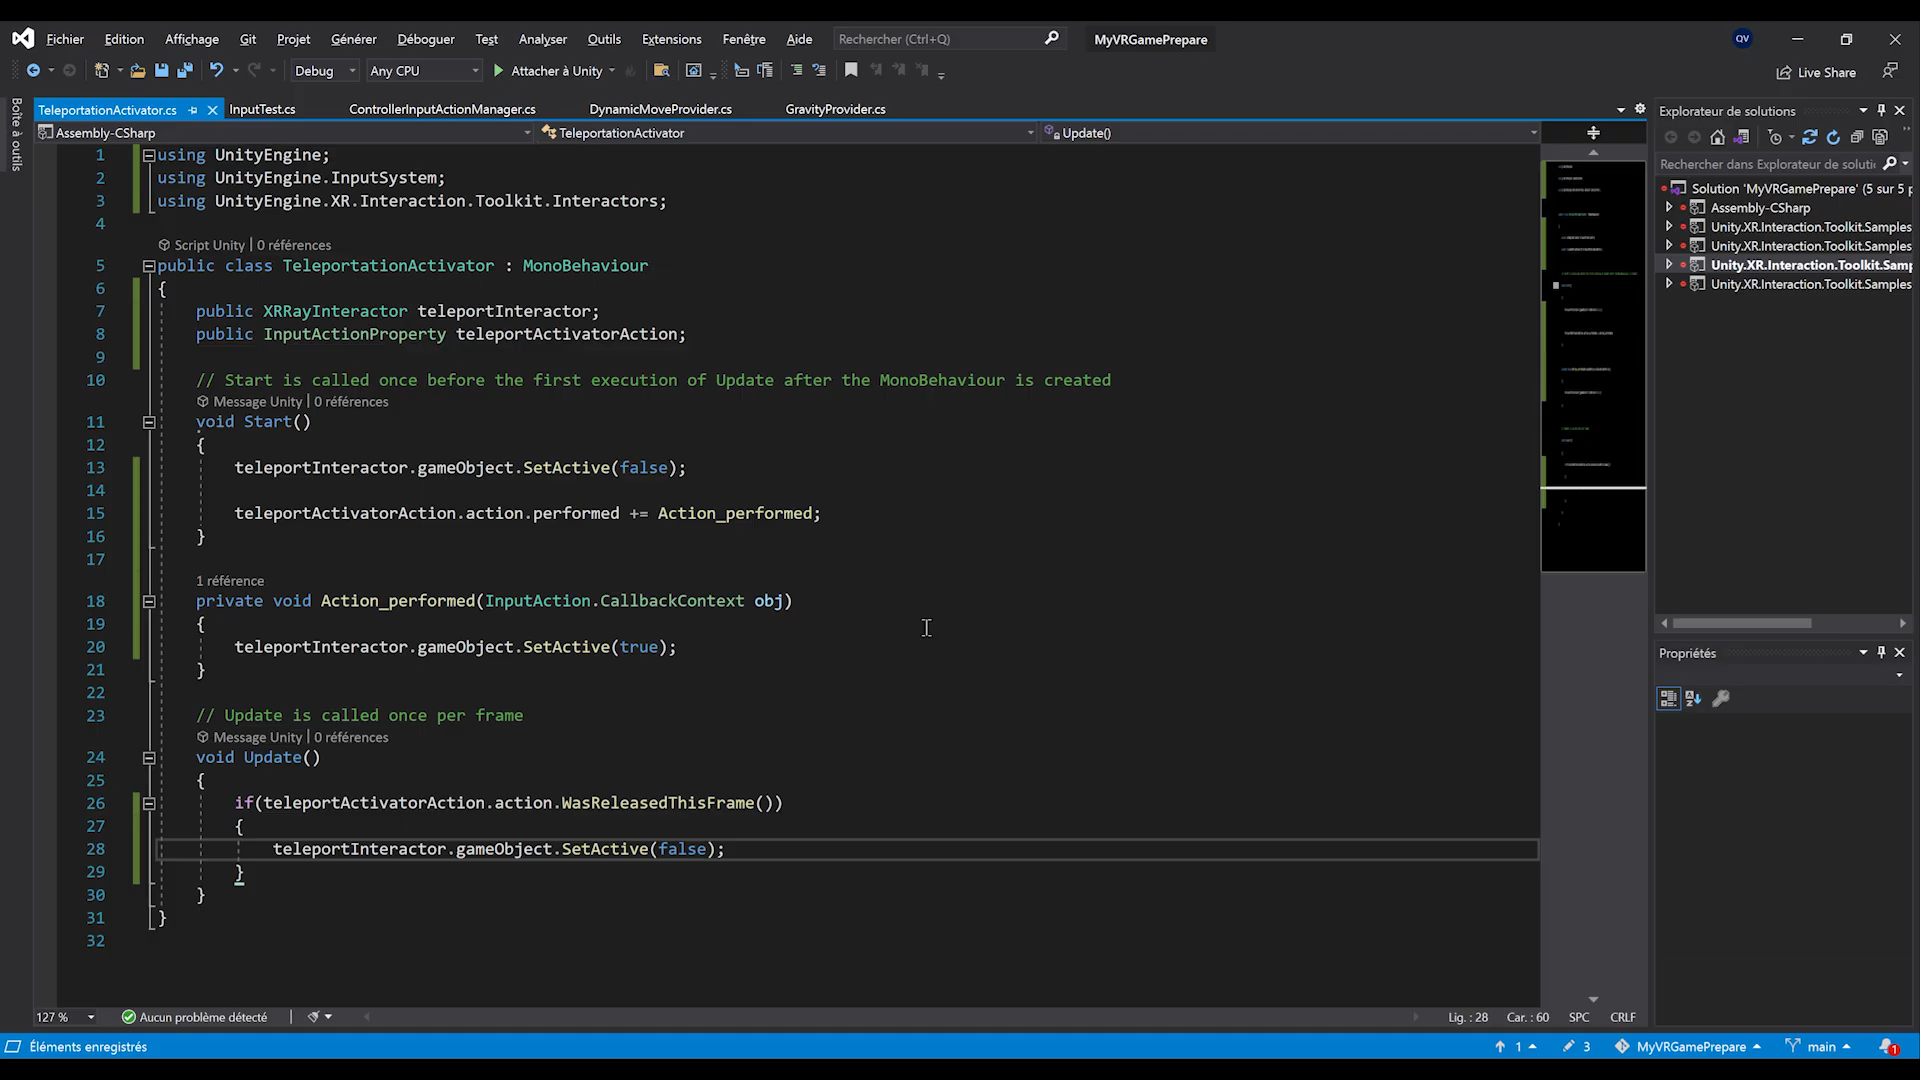 Fichier Edition Affichage Git Projet Générer Déboguer Test Analyser Outils Extensions Fenêtre Aide Rechercher (Ctrl+Q) MyVRGamePrepare QV
Debug Any CPU Attacher à Unity Live Share
Boîte à outils
TeleportationActivator.cs InputTest.cs ControllerInputActionManager.cs DynamicMoveProvider.cs GravityProvider.cs
Assembly-CSharp TeleportationActivator Update()
1 using UnityEngine;
2 using UnityEngine.InputSystem;
3 using UnityEngine.XR.Interaction.Toolkit.Interactors;
4
Script Unity | 0 références
5 public class TeleportationActivator : MonoBehaviour
6 {
7 public XRRayInteractor teleportInteractor;
8 public InputActionProperty teleportActivatorAction;
9
10 // Start is called once before the first execution of Update after the MonoBehaviour is created
Message Unity | 0 références
11 void Start()
12 {
13 teleportInteractor.gameObject.SetActive(false);
14
15 teleportActivatorAction.action.performed += Action_performed;
16 }
17
1 référence
18 private void Action_performed(InputAction.CallbackContext obj)
19 {
20 teleportInteractor.gameObject.SetActive(true);
21 }
22
23 // Update is called once per frame
Message Unity | 0 références
24 void Update()
25 {
26 if(teleportActivatorAction.action.WasReleasedThisFrame())
27 {
28 teleportInteractor.gameObject.SetActive(false);
29 }
30 }
31 }
32
Explorateur de solutions
Rechercher dans Explorateur de soluti
Solution 'MyVRGamePrepare' (5 sur 5 p
Assembly-CSharp
Unity.XR.Interaction.Toolkit.Samples
Unity.XR.Interaction.Toolkit.Samples
Unity.XR.Interaction.Toolkit.Samp
Unity.XR.Interaction.Toolkit.Samples
Propriétés
127 % Aucun problème détecté Lig. : 28 Car. : 60 SPC CRLF
Éléments enregistrés 1 3 MyVRGamePrepare main 1